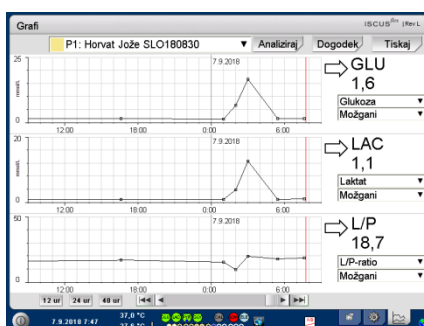 Grafi ISCUSflex |Rev L
P1: Horvat Jože SLO180830 ▼ Analiziraj Dogodek Tiskaj
25 7.9.2018 GLU
mmol/L 1,6
Glukoza ▼
0 Možgani ▼
12:00 18:00 0:00 6:00
20 7.9.2018 LAC
mmol/L 1,1
Laktat ▼
0 Možgani ▼
12:00 18:00 0:00 6:00
50 7.9.2018 L/P
18,7
L/P-ratio ▼
0 Možgani ▼
12:00 18:00 0:00 6:00
12 ur 24 ur 48 ur
7.9.2018 7:47 37,0 °C